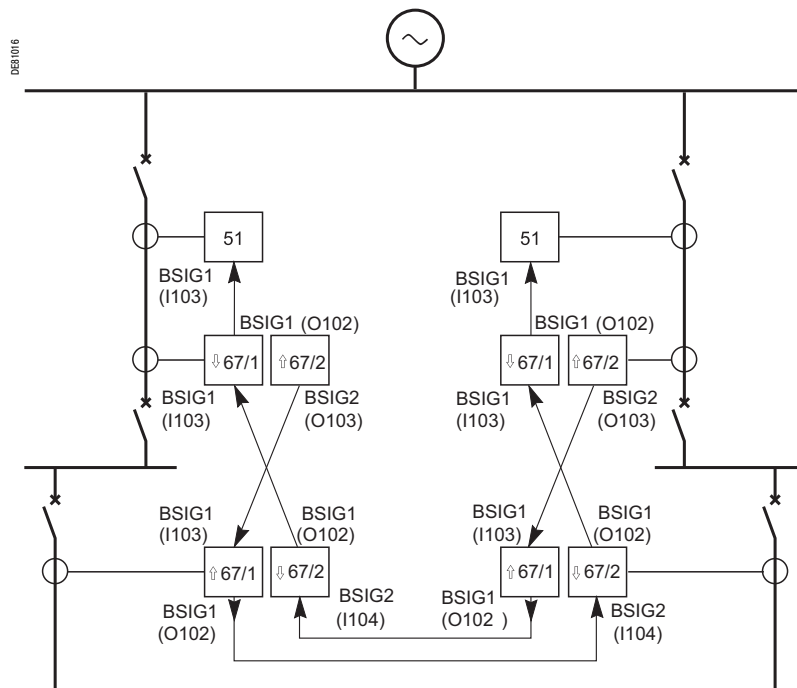 DE81016
51
51
BSIG1
(I103)
BSIG1
(I103)
BSIG1 (O102)
BSIG1 (O102)
⇩ 67/1
⇧ 67/2
⇩ 67/1
⇧ 67/2
BSIG1
(I103)
BSIG2
(O103)
BSIG1
(I103)
BSIG2
(O103)
BSIG1
(I103)
BSIG1
(O102)
BSIG1
(I103)
BSIG1
(O102)
⇧ 67/1
⇩ 67/2
⇧ 67/1
⇩ 67/2
BSIG1
(O102)
BSIG2
(I104)
BSIG1
(O102 )
BSIG2
(I104)